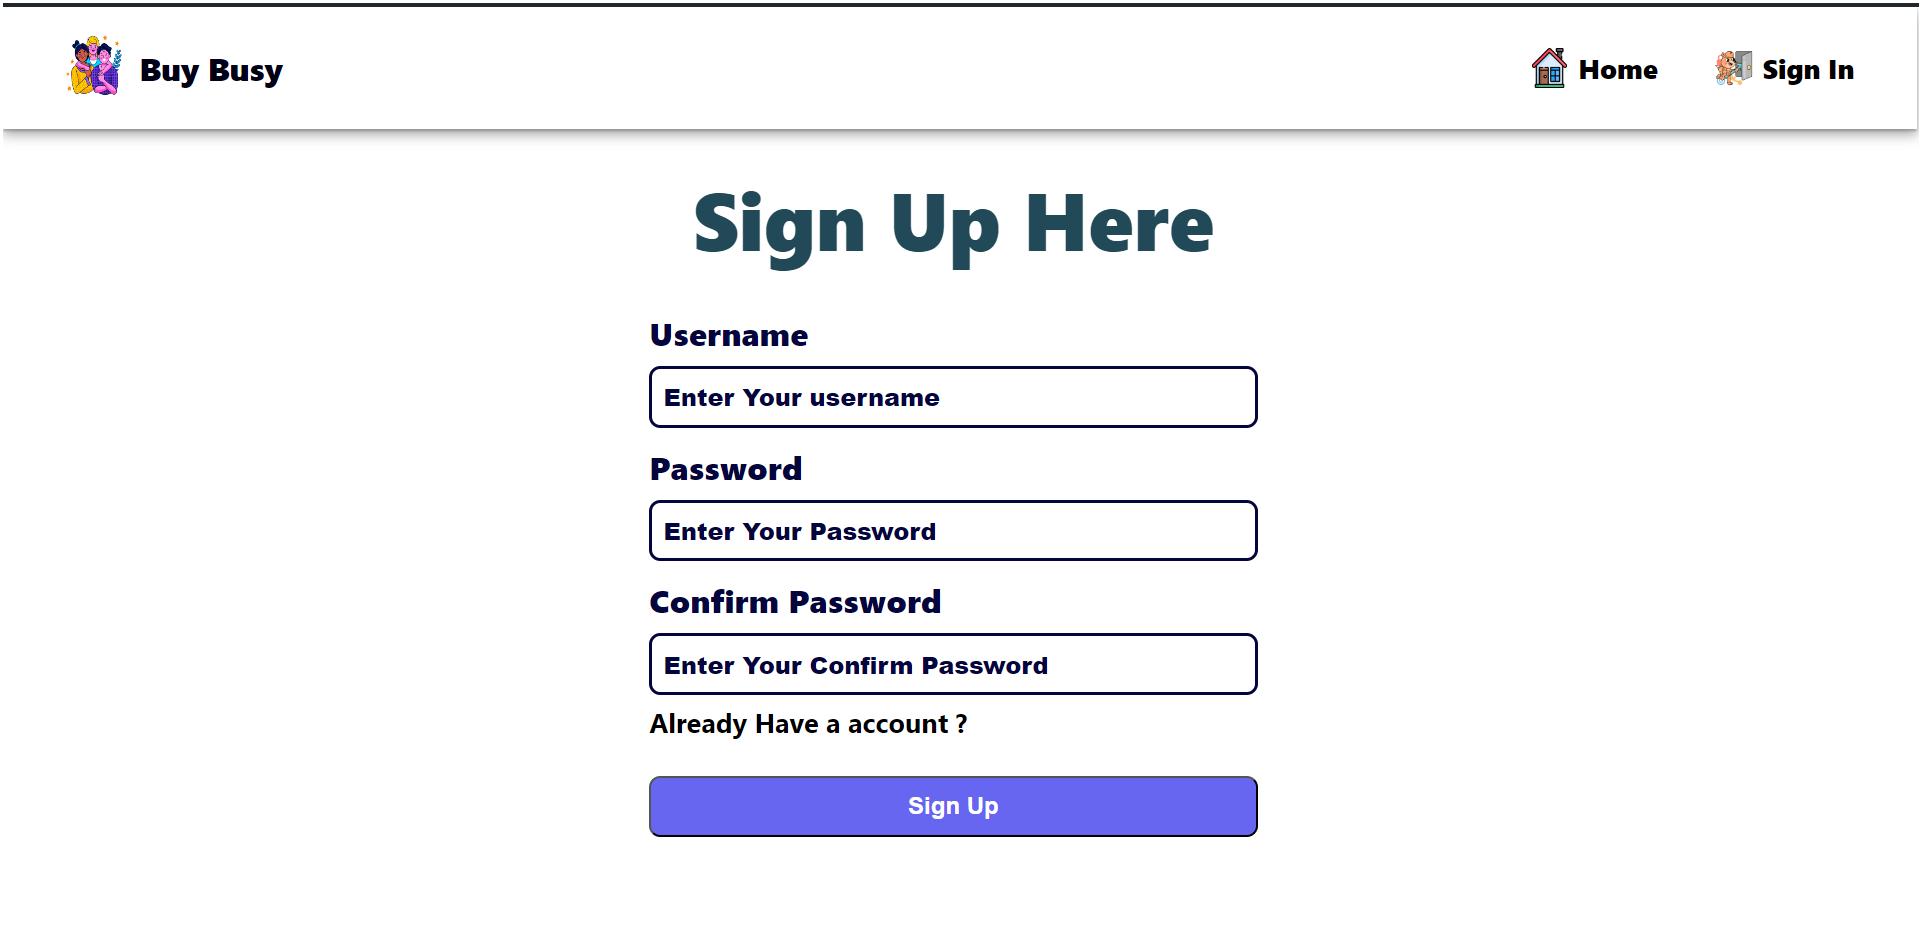 Buy Busy
Home
Sign In
Sign Up Here
Username
Enter Your username
Password
Enter Your Password
Confirm Password
Enter Your Confirm Password
Already Have a account ?
Sign Up